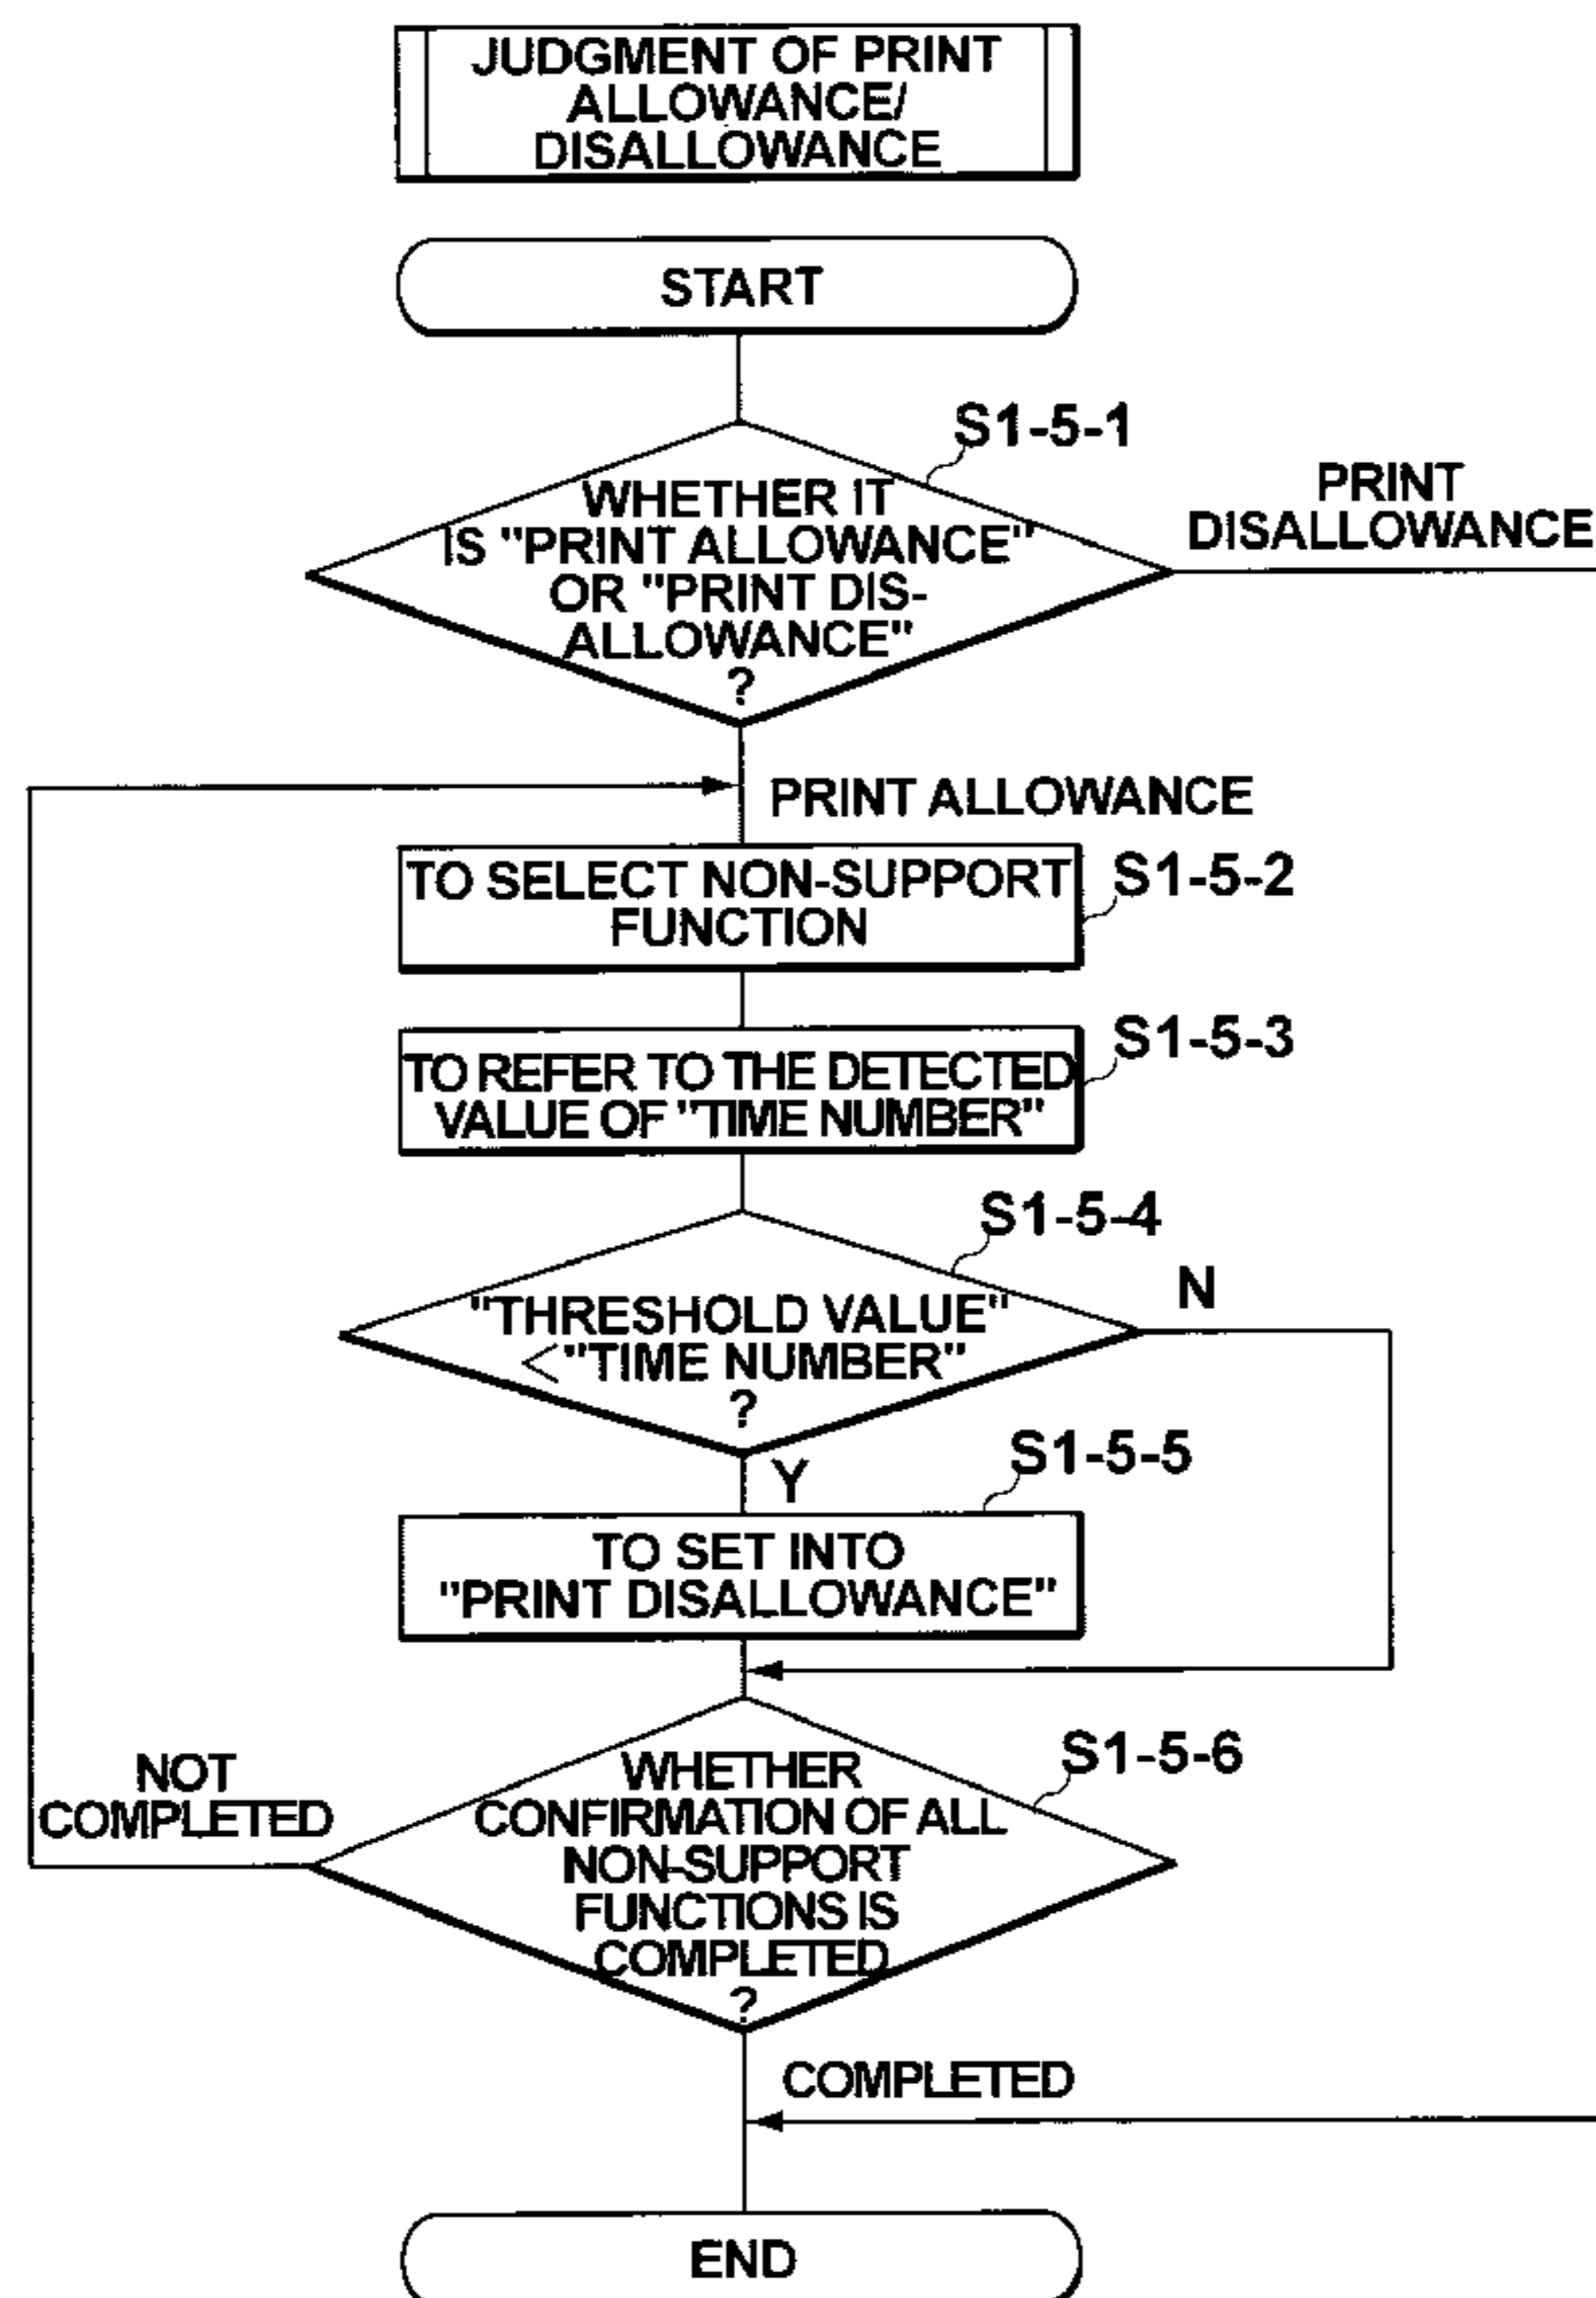 JUDGMENT OF PRINT
ALLOWANCE/
DISALLOWANCE
START
S1-5-1
WHETHER IT
IS "PRINT ALLOWANCE"
OR "PRINT DIS-
ALLOWANCE"
?
PRINT
DISALLOWANCE
PRINT ALLOWANCE
TO SELECT NON-SUPPORT
FUNCTION
S1-5-2
TO REFER TO THE DETECTED
VALUE OF "TIME NUMBER"
S1-5-3
S1-5-4
"THRESHOLD VALUE"
<"TIME NUMBER"
?
N
Y
S1-5-5
TO SET INTO
"PRINT DISALLOWANCE"
S1-5-6
WHETHER
CONFIRMATION OF ALL
NON-SUPPORT
FUNCTIONS IS
COMPLETED
?
NOT
COMPLETED
COMPLETED
END